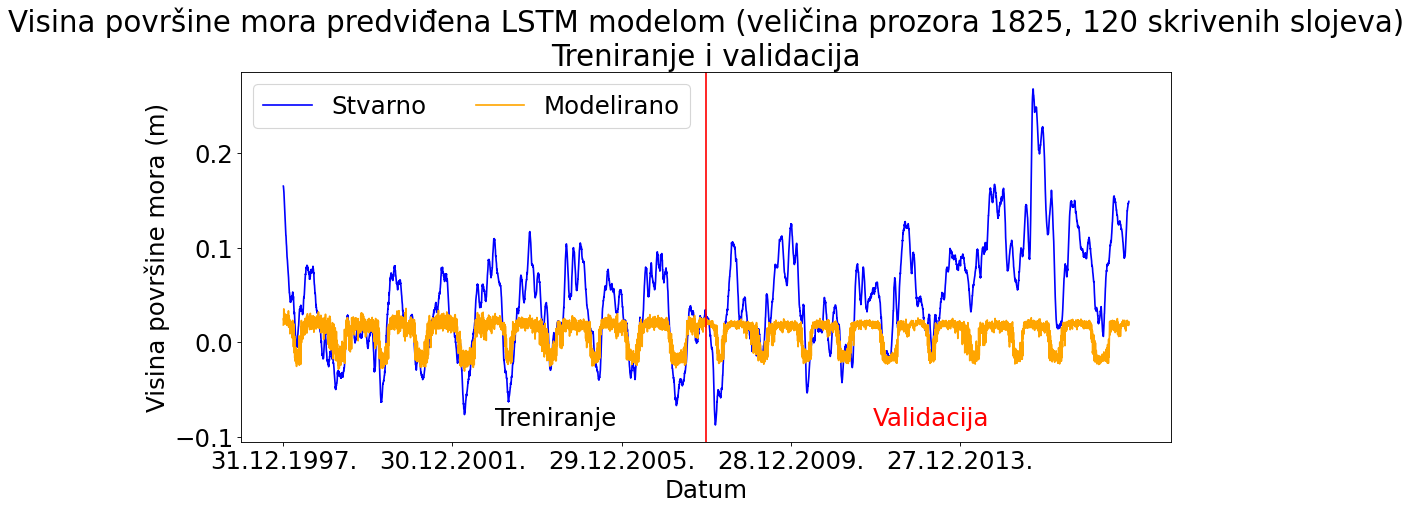 Visina površine mora predviđena LSTM modelom (veličina prozora 1825, 120 skrivenih slojeva)
Treniranje i validacija
Stvarno
Modelirano
Visina površine mora (m)
0.2
0.1
0.0
−0.1
Treniranje
Validacija
31.12.1997.
30.12.2001.
29.12.2005.
28.12.2009.
27.12.2013.
Datum